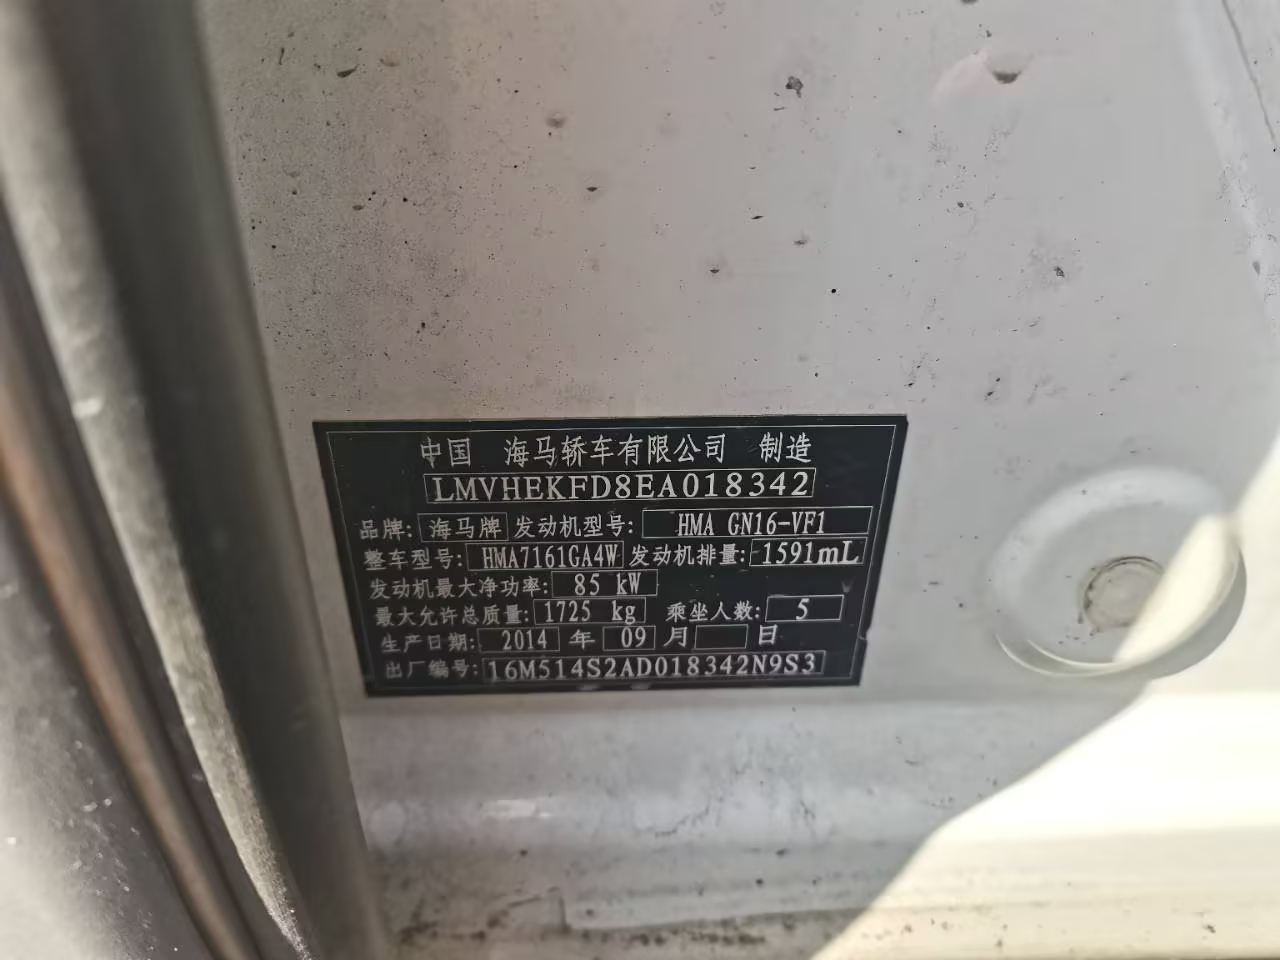 中国 海马轿车有限公司 制造
LMVHEKFD8EA018342
品牌: 海马牌 发动机型号: HMA GN16-VF1
整车型号: HMA7161GA4W 发动机排量: 1591mL
发动机最大净功率: 85 kW
最大允许总质量: 1725 kg 乘坐人数: 5
生产日期: 2014 年 09 月 日
出厂编号: 16M514S2AD018342N9S3